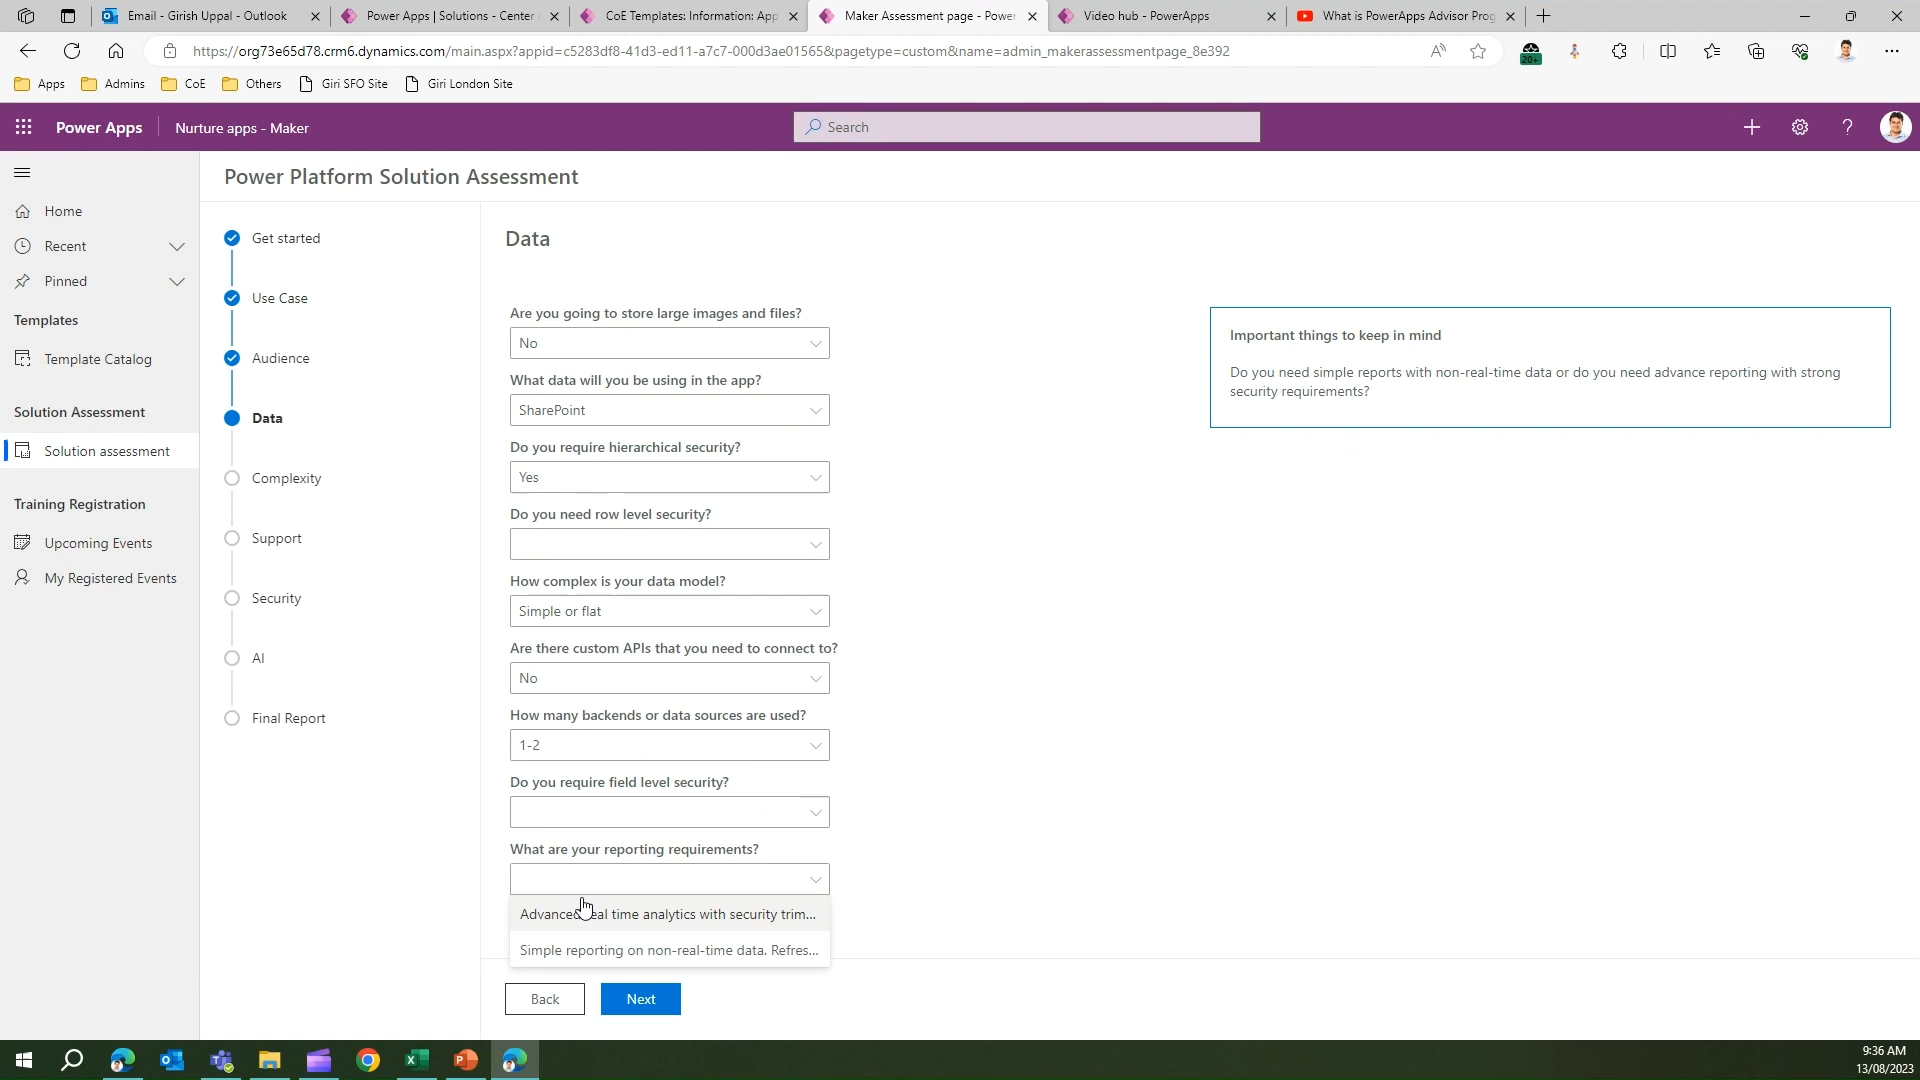 Email - Girish Uppal - Outlook
Power Apps | Solutions - Center
CoE Templates: Information: App
Maker Assessment page - Power
Video hub - PowerApps
What is PowerApps Advisor Prog
https://org73e65d78.crm6.dynamics.com/main.aspx?appid=c5283df8-41d3-ed11-a7c7-000d3ae01565&pagetype=custom&name=admin_makerassessmentpage_8e392
20+
Apps
Admins
CoE
Others
Giri SFO Site
Giri London Site
Power Apps
Nurture apps - Maker
Search
Home
Recent
Pinned
Templates
Template Catalog
Solution Assessment
Solution assessment
Training Registration
Upcoming Events
My Registered Events
Power Platform Solution Assessment
Get started
Use Case
Audience
Data
Complexity
Support
Security
AI
Final Report
Data
Are you going to store large images and files?
No
What data will you be using in the app?
SharePoint
Do you require hierarchical security?
Yes
Do you need row level security?
How complex is your data model?
Simple or flat
Are there custom APIs that you need to connect to?
No
How many backends or data sources are used?
1-2
Do you require field level security?
What are your reporting requirements?
Advanced al time analytics with security trim...
Simple reporting on non-real-time data. Refres...
Back
Next
Important things to keep in mind
Do you need simple reports with non-real-time data or do you need advance reporting with strong
security requirements?
9:36 AM
13/08/2023